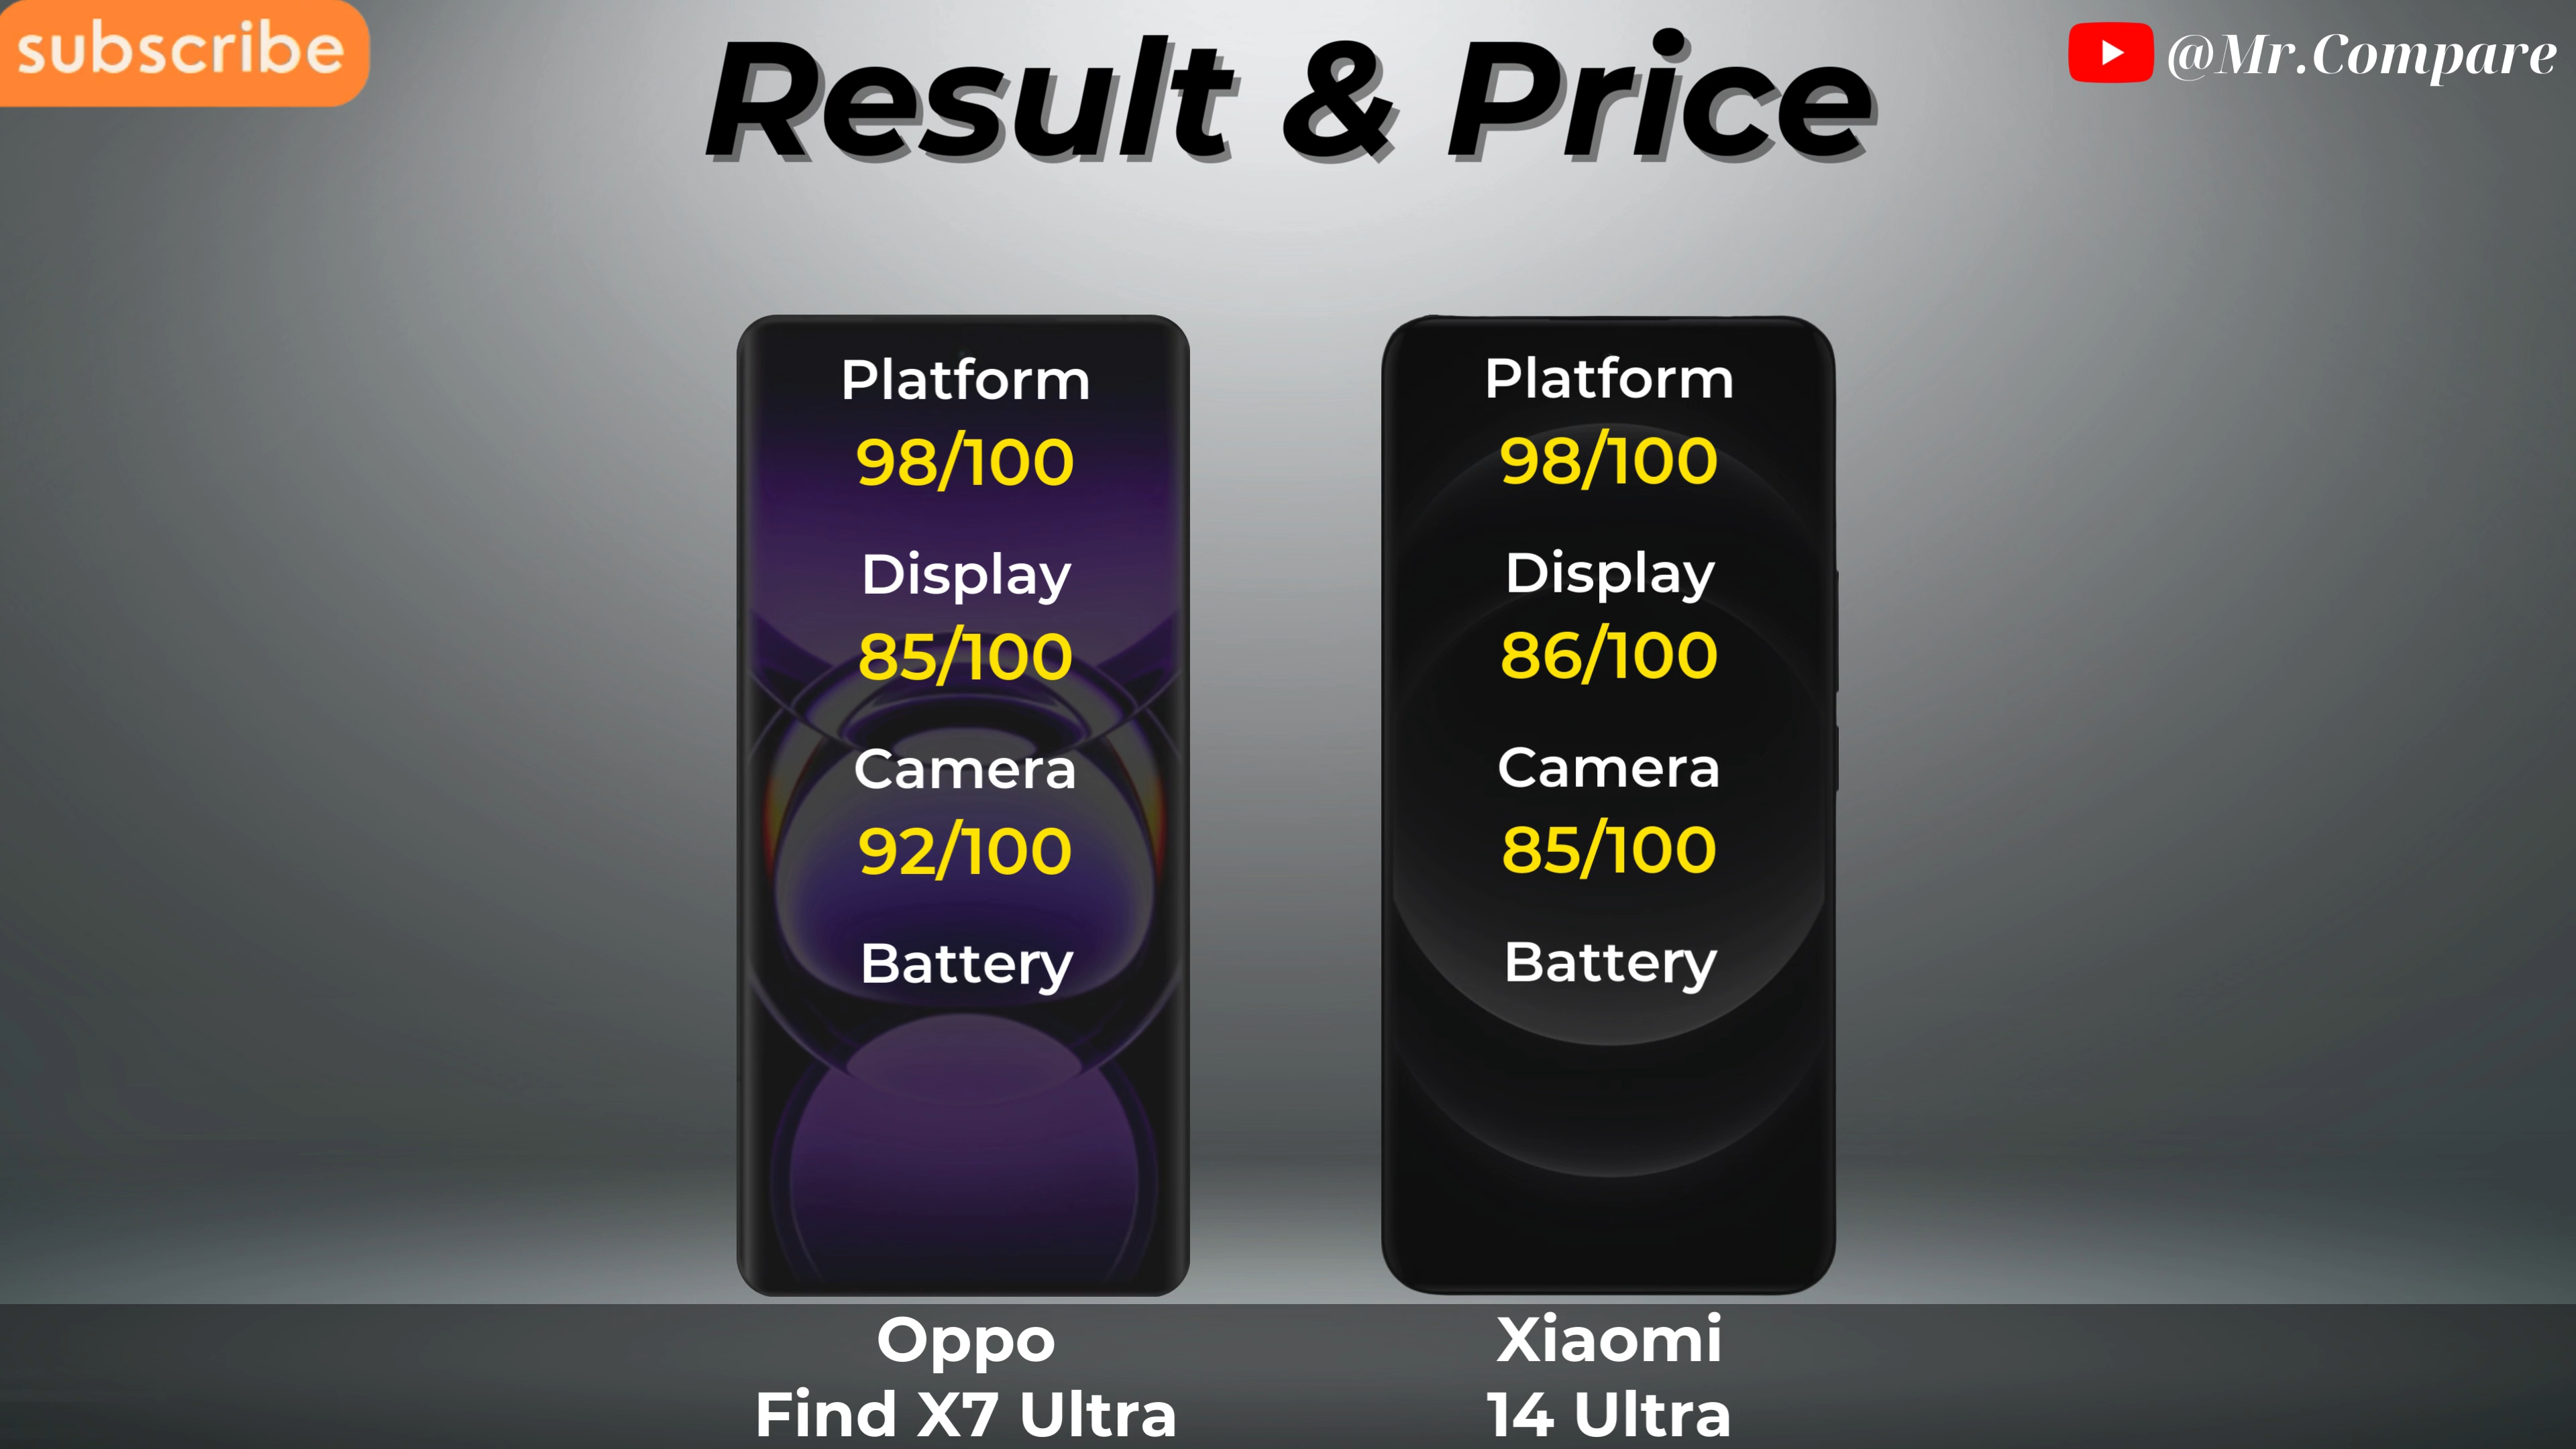 subscribe
Result & Price
@Mr.Compare
Platform
98/100
Display
85/100
Camera
92/100
Battery
Oppo
Find X7 Ultra
Platform
98/100
Display
86/100
Camera
85/100
Battery
Xiaomi
14 Ultra